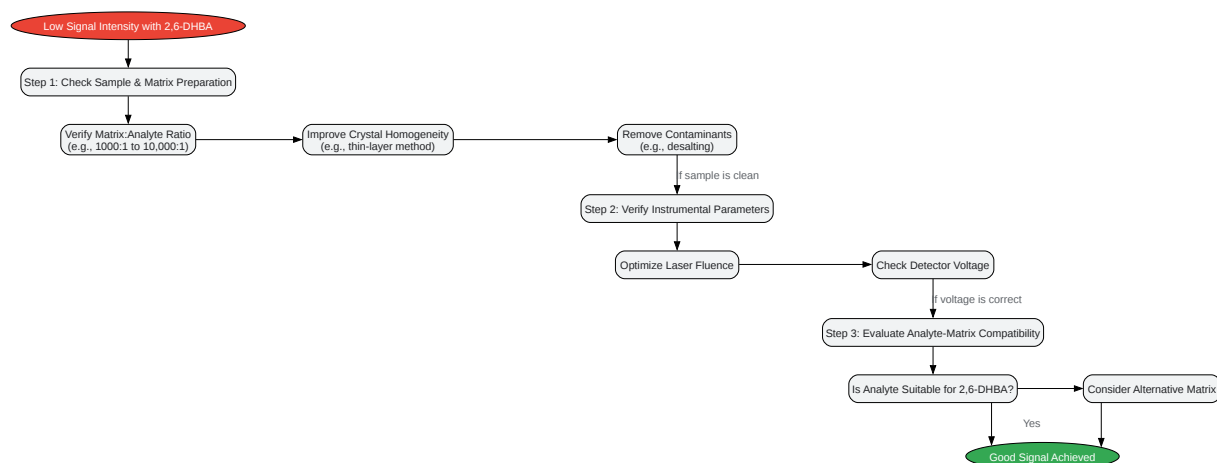 Low Signal Intensity with 2,6-DHBA
Step 1: Check Sample & Matrix Preparation
Verify Matrix:Analyte Ratio
(e.g., 1000:1 to 10,000:1)
Improve Crystal Homogeneity
(e.g., thin-layer method)
Remove Contaminants
(e.g., desalting)
If sample is clean
Step 2: Verify Instrumental Parameters
Optimize Laser Fluence
Check Detector Voltage
If voltage is correct
Step 3: Evaluate Analyte-Matrix Compatibility
Is Analyte Suitable for 2,6-DHBA?
Consider Alternative Matrix
Yes
Good Signal Achieved